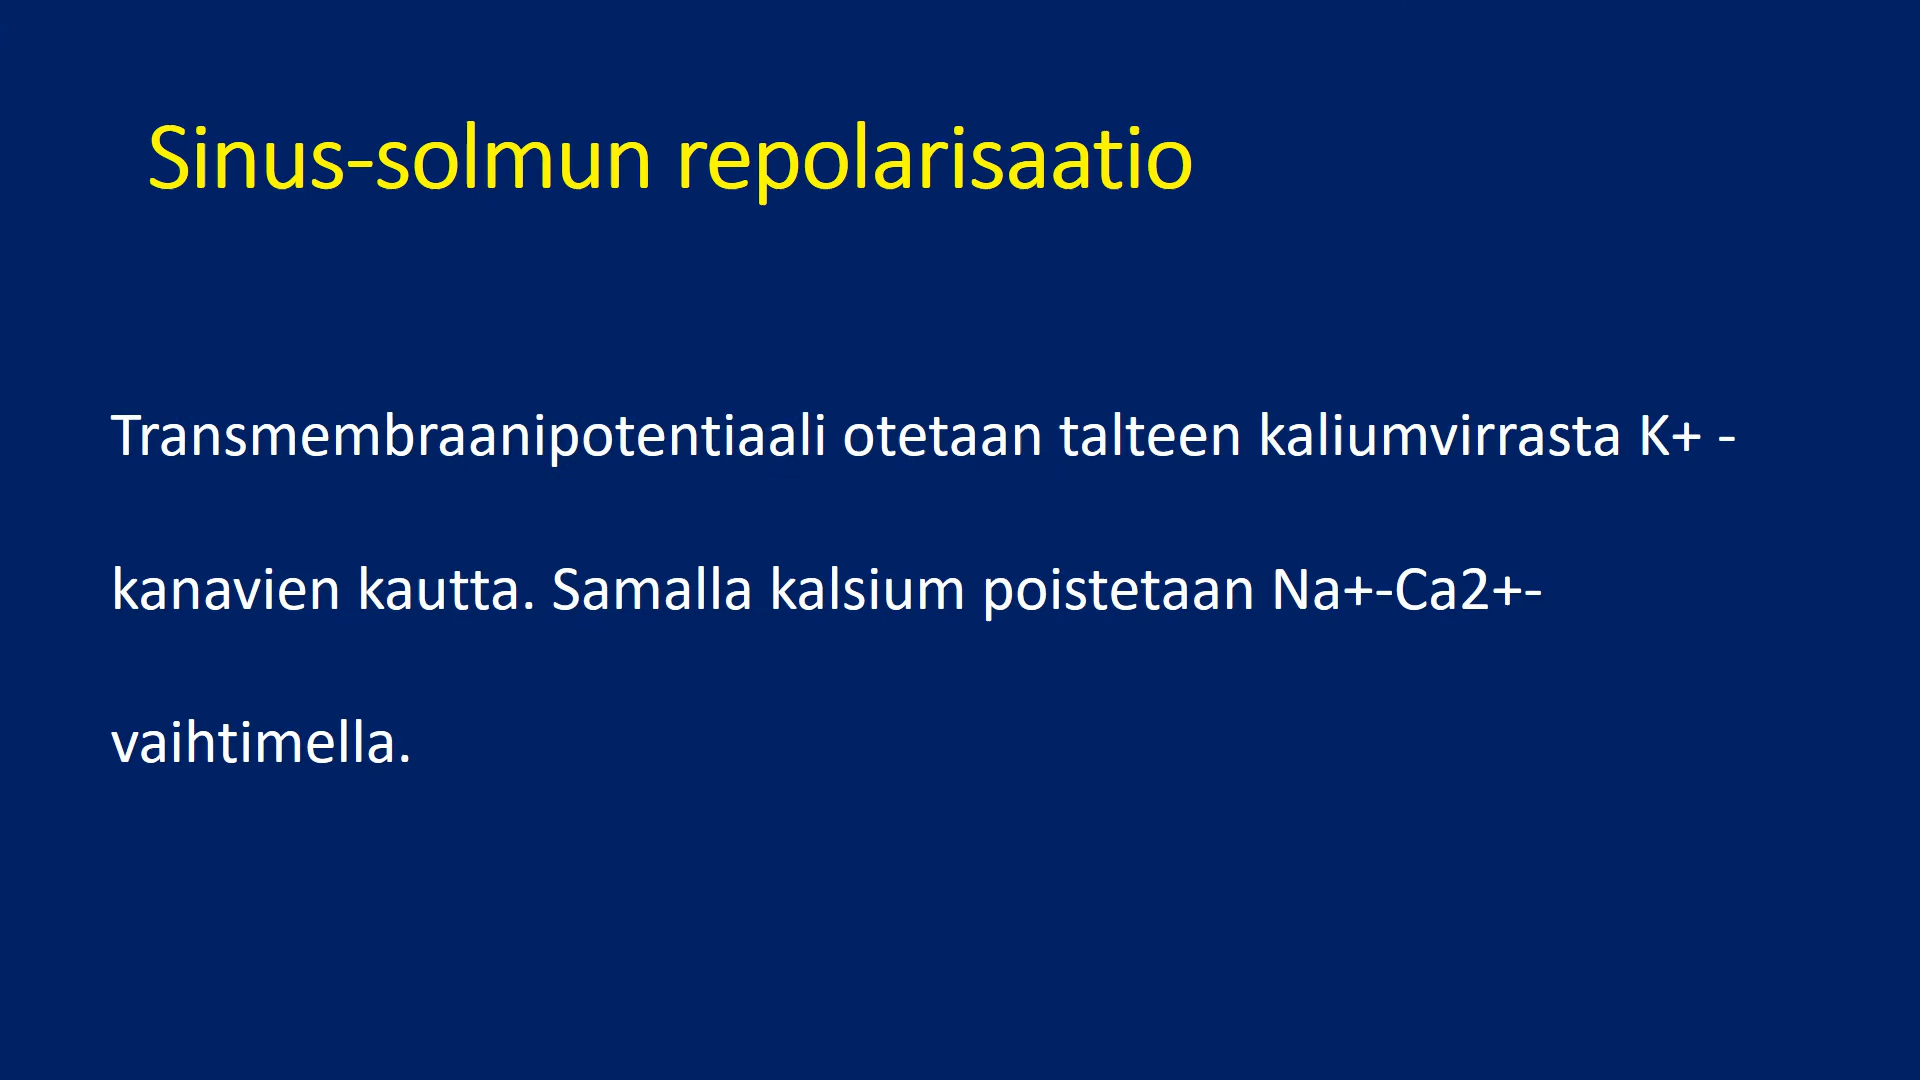 Sinus-solmun repolarisaatio
Transmembraanipotentiaali otetaan talteen kaliumvirrasta K+ -
kanavien kautta. Samalla kalsium poistetaan Na+-Ca2+-
vaihtimella.